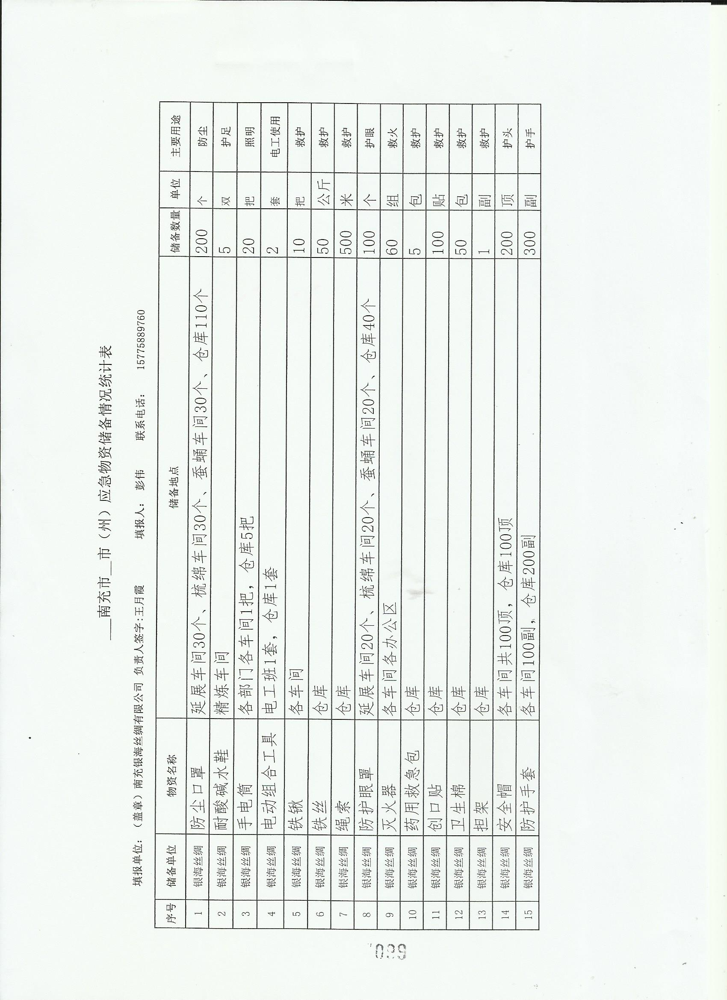 ___南充市__市（州）应急物资储备情况统计表
填报单位：（盖章）南充银海丝绸有限公司 负责人签字:王月霞 填报人： 彭伟 联系电话： 15775889760
序号 储备单位 物资名称 储备地点 储备数量 单位 主要用途
1 银海丝绸 防尘口罩 延展车间30个、梳绵车间30个、蚕蛹车间30个、仓库110个 200 个 防尘
2 银海丝绸 耐酸碱水鞋 精炼车间 5 双 护足
3 银海丝绸 手电筒 各部门各车间1把，仓库5把 20 把 照明
4 银海丝绸 电动组合工具 电工班1套，仓库1套 2 套 电工使用
5 银海丝绸 铁锹 各车间 10 把 救护
6 银海丝绸 铁丝 仓库 50 公斤 救护
7 银海丝绸 绳索 仓库 500 米 救护
8 银海丝绸 防护眼罩 延展车间20个、梳绵车间20个、蚕蛹车间20个、仓库40个 100 个 护眼
9 银海丝绸 灭火器 各车间各办公区 60 组 救火
10 银海丝绸 药用救急包 仓库 5 包 救护
11 银海丝绸 创口贴 仓库 100 贴 救护
12 银海丝绸 卫生棉 仓库 50 包 救护
13 银海丝绸 担架 仓库 1 副 救护
14 银海丝绸 安全帽 各车间共100顶，仓库100顶 200 顶 护头
15 银海丝绸 防护手套 各车间100副，仓库200副 300 副 护手